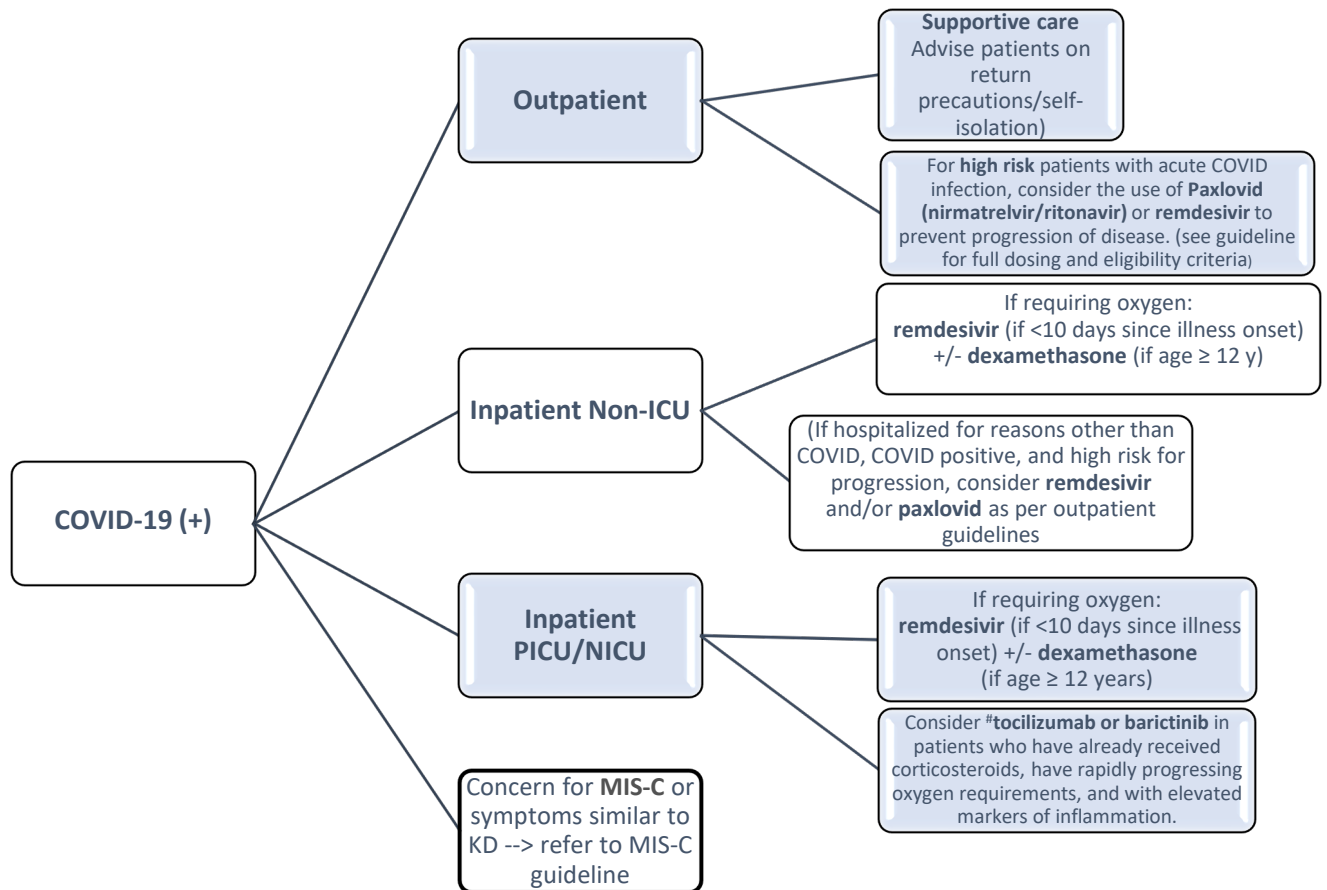 COVID-19 (+)
Outpatient
Supportive care
Advise patients on
return
precautions/self-
isolation)
For high risk patients with acute COVID
infection, consider the use of Paxlovid
(nirmatrelvir/ritonavir) or remdesivir to
prevent progression of disease. (see guideline
for full dosing and eligibility criteria)
Inpatient Non-ICU
If requiring oxygen:
remdesivir (if <10 days since illness onset)
+/- dexamethasone (if age ≥ 12 y)
(If hospitalized for reasons other than
COVID, COVID positive, and high risk for
progression, consider remdesivir
and/or paxlovid as per outpatient
guidelines
Inpatient
PICU/NICU
If requiring oxygen:
remdesivir (if <10 days since illness
onset) +/- dexamethasone
(if age ≥ 12 years)
Consider #tocilizumab or barictinib in
patients who have already received
corticosteroids, have rapidly progressing
oxygen requirements, and with elevated
markers of inflammation.
Concern for MIS-C or
symptoms similar to
KD --> refer to MIS-C
guideline